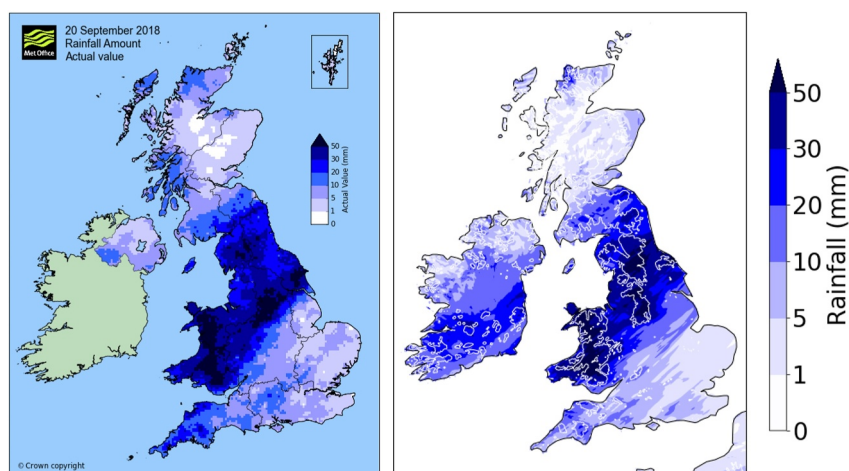 Met Office
20 September 2018
Rainfall Amount
Actual value
50
30
20
10
5
1
0
Actual Value (mm)
© Crown copyright
50
30
20
10
5
1
0
Rainfall (mm)